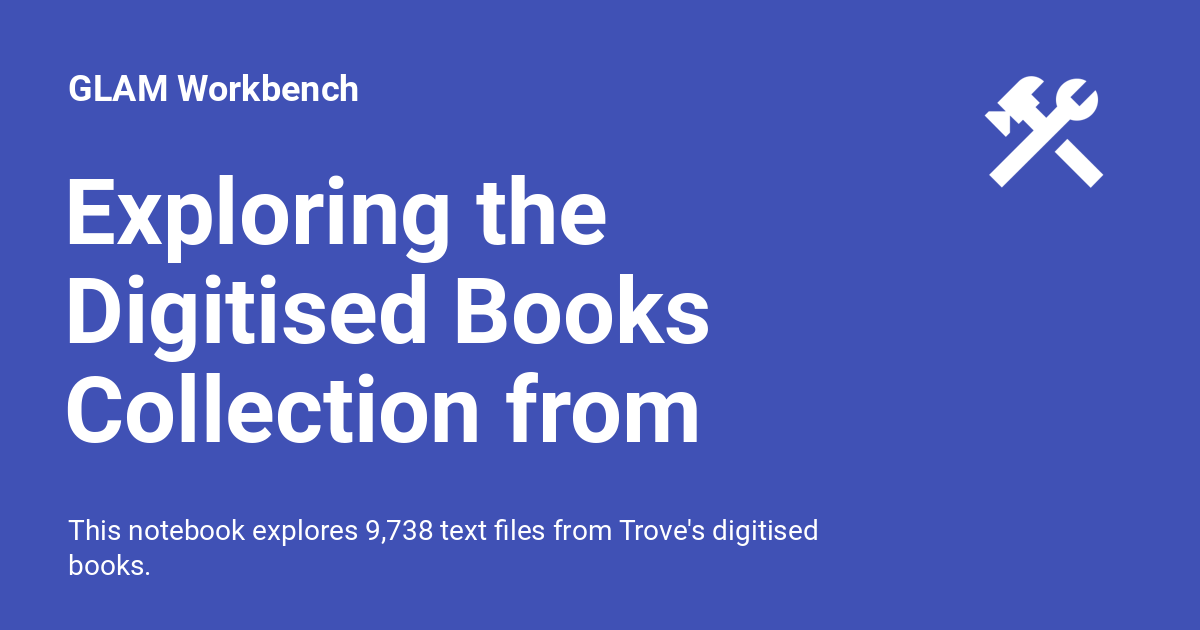 GLAM Workbench
Exploring the
Digitised Books
Collection from
This notebook explores 9,738 text files from Trove's digitised
books.